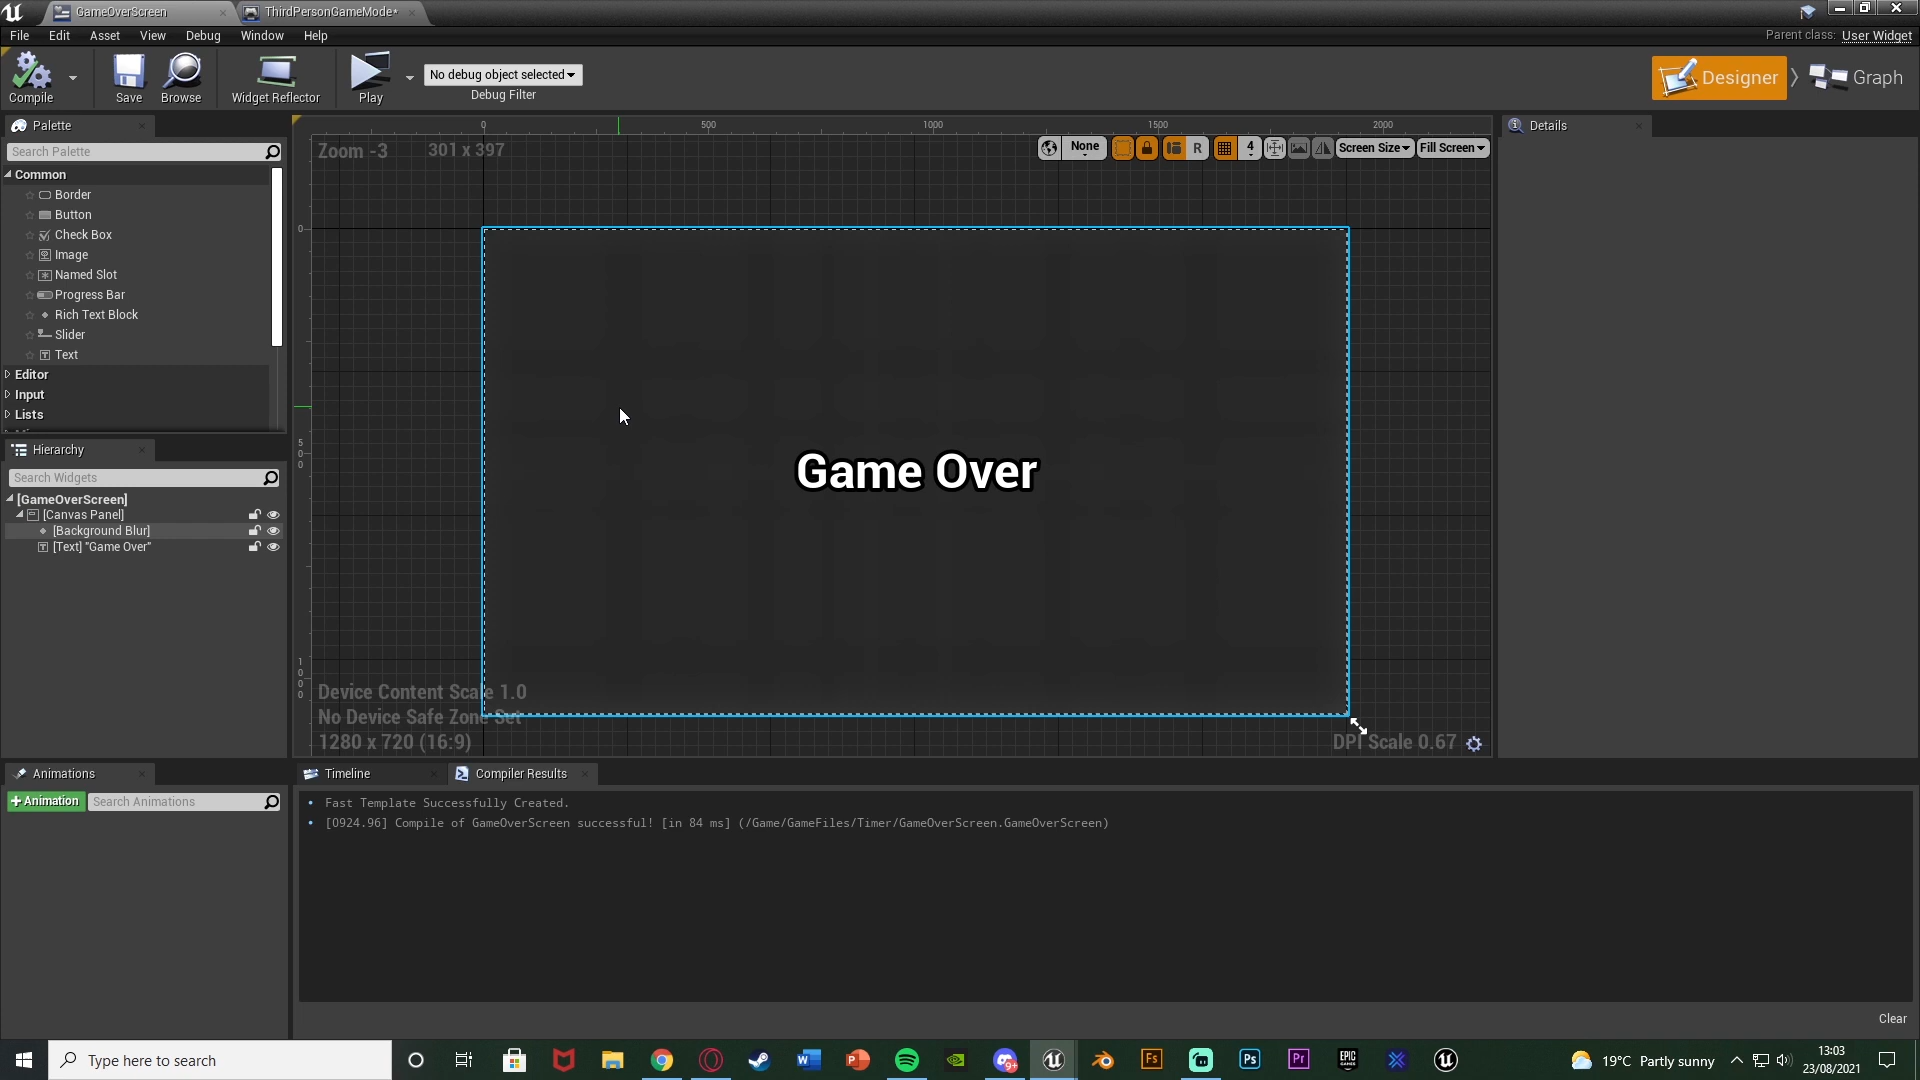 GameOverScreen
ThirdPersonGameMode*
File Edit Asset View Debug Window Help
Parent class: User Widget
Compile
Save
Browse
Widget Reflector
Play
No debug object selected
Debug Filter
Designer
Graph
Palette
Search Palette
Common
Border
Button
Check Box
Image
Named Slot
Progress Bar
Rich Text Block
Slider
Text
Editor
Input
Lists
Hierarchy
Search Widgets
[GameOverScreen]
[Canvas Panel]
[Background Blur]
[Text] "Game Over"
0 500 1000 1500 2000
Zoom -3 301 x 397
None R 4 Screen Size Fill Screen
0
500
1000
Game Over
Device Content Scale 1.0
No Device Safe Zone Set
1280 x 720 (16:9)
DPI Scale 0.67
Details
Animations
+Animation
Search Animations
Timeline
Compiler Results
Fast Template Successfully Created.
[0924.96] Compile of GameOverScreen successful! [in 84 ms] (/Game/GameFiles/Timer/GameOverScreen.GameOverScreen)
Clear
Type here to search
19°C Partly sunny
13:03
23/08/2021